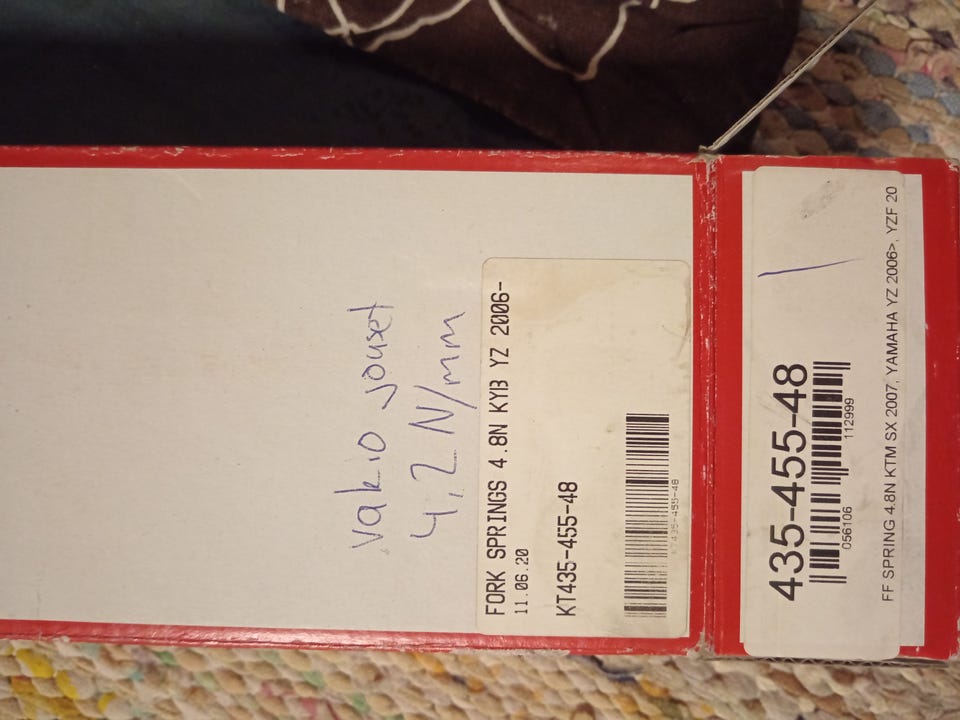 vakio jouset
4,2 N/mm
FORK SPRINGS 4.8N KYB YZ 2006-
11.06.20
KT435-455-48
KT435-455-48
435-455-48
056106
112999
FF SPRING 4.8N KTM SX 2007, YAMAHA YZ 2006>, YZF 20